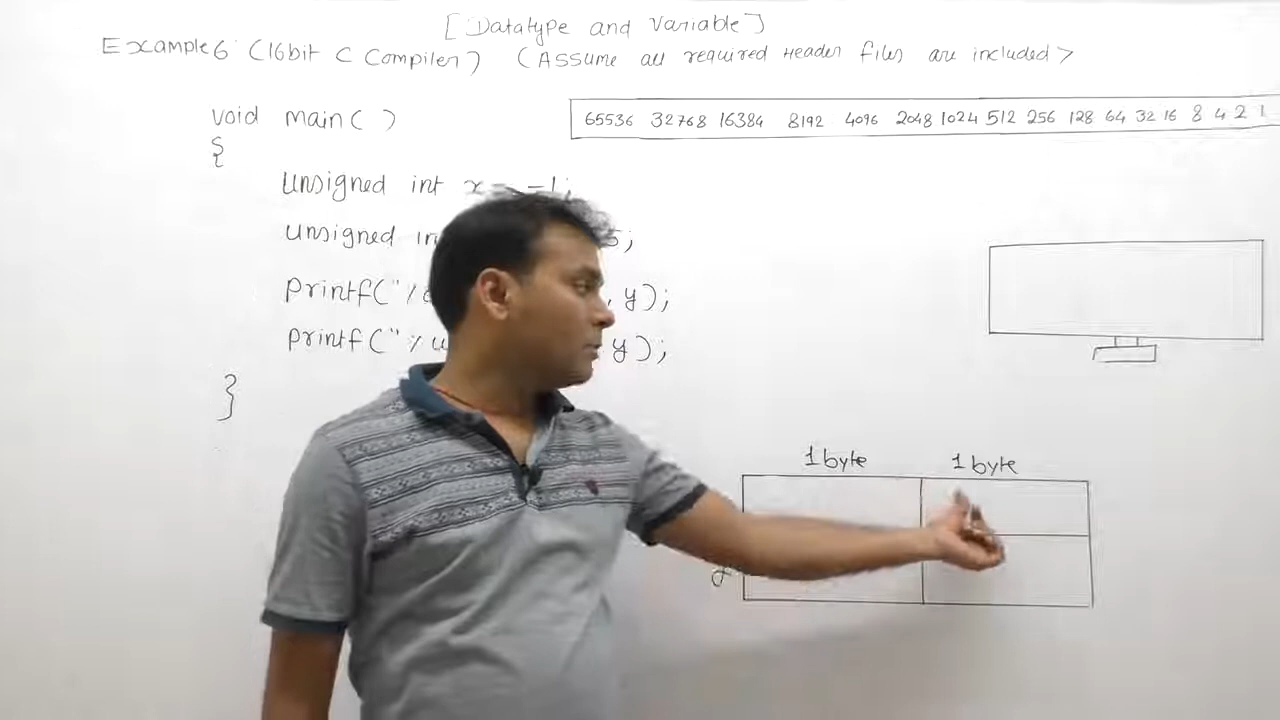 [Datatype and Variable]
Example 6 (16bit C Compiler) (Assume all required Header files are included)
void main( )
65536 32768 16384 8192 4096 2048 1024 512 256 128 64 32 16 8 4 2 1
{
unsigned int x = -1;
unsigned in 5;
printf("%d , y);
printf("%u y);
}
1 byte 1 byte